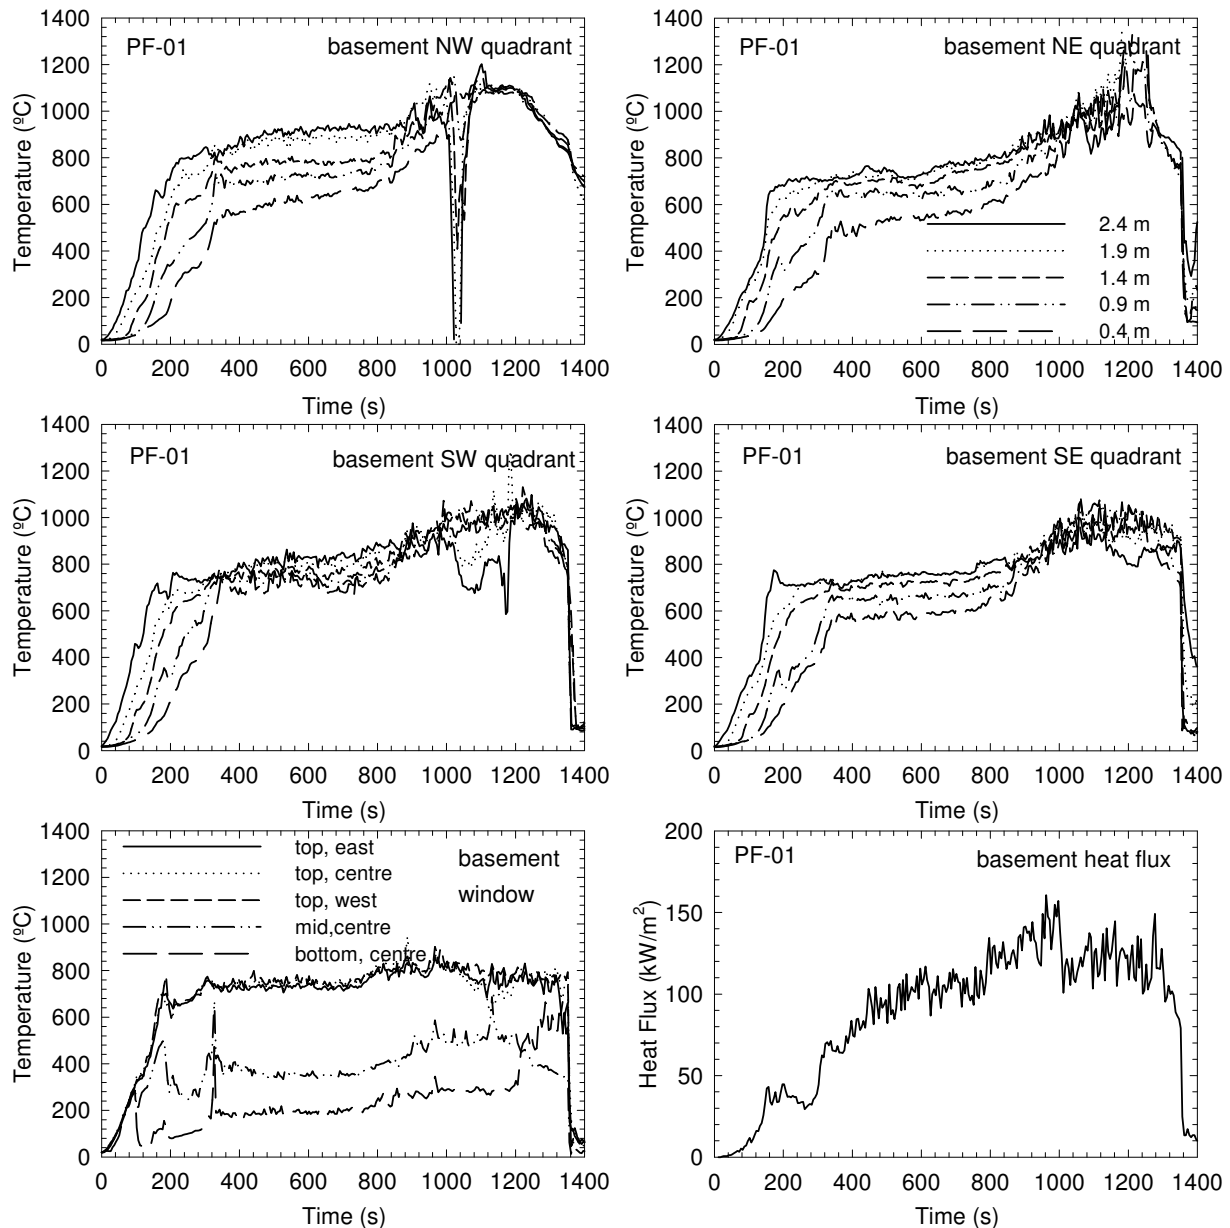 PF-01 basement NW quadrant
1400
1200
1000
800
600
400
200
0
Temperature (ºC)
0 200 400 600 800 1000 1200 1400
Time (s)
PF-01 basement NE quadrant
1400
1200
1000
800
600
400
200
0
Temperature (ºC)
2.4 m
1.9 m
1.4 m
0.9 m
0.4 m
0 200 400 600 800 1000 1200 1400
Time (s)
PF-01 basement SW quadrant
1400
1200
1000
800
600
400
200
0
Temperature (ºC)
0 200 400 600 800 1000 1200 1400
Time (s)
PF-01 basement SE quadrant
1400
1200
1000
800
600
400
200
0
Temperature (ºC)
0 200 400 600 800 1000 1200 1400
Time (s)
1400
1200
1000
800
600
400
200
0
Temperature (ºC)
top, east
top, centre
top, west
mid,centre
bottom, centre
basement
window
0 200 400 600 800 1000 1200 1400
Time (s)
PF-01 basement heat flux
200
150
100
50
0
Heat Flux (kW/m²)
0 200 400 600 800 1000 1200 1400
Time (s)